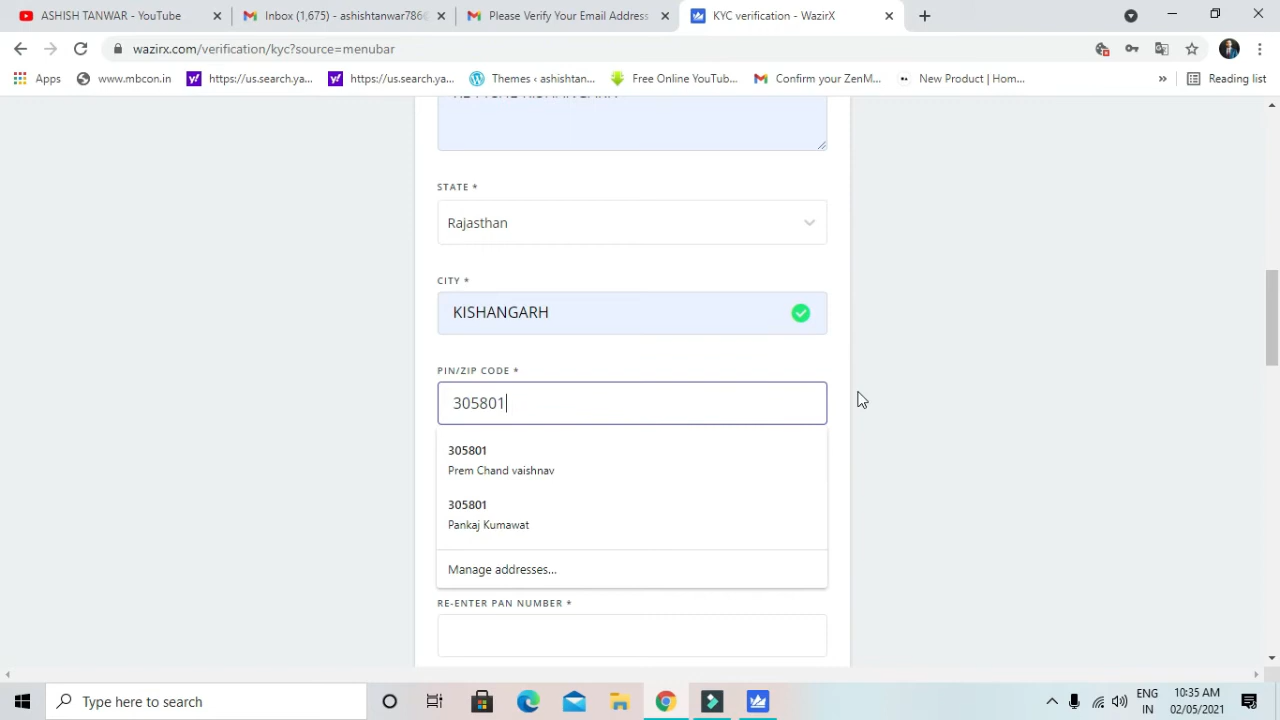 ASHISH TANWAR - YouTube
Inbox (1,675) - ashishtanwar786
Please Verify Your Email Address
KYC verification - WazirX
wazirx.com/verification/kyc?source=menubar
Apps
www.mbcon.in
https://us.search.ya...
https://us.search.ya...
Themes ‹ ashishtan...
Free Online YouTub...
Confirm your ZenM...
New Product | Hom...
»
Reading list
STATE *
Rajasthan
CITY *
KISHANGARH
PIN/ZIP CODE *
305801
305801
Prem Chand vaishnav
305801
Pankaj Kumawat
Manage addresses...
RE-ENTER PAN NUMBER *
Type here to search
ENG
IN
10:35 AM
02/05/2021